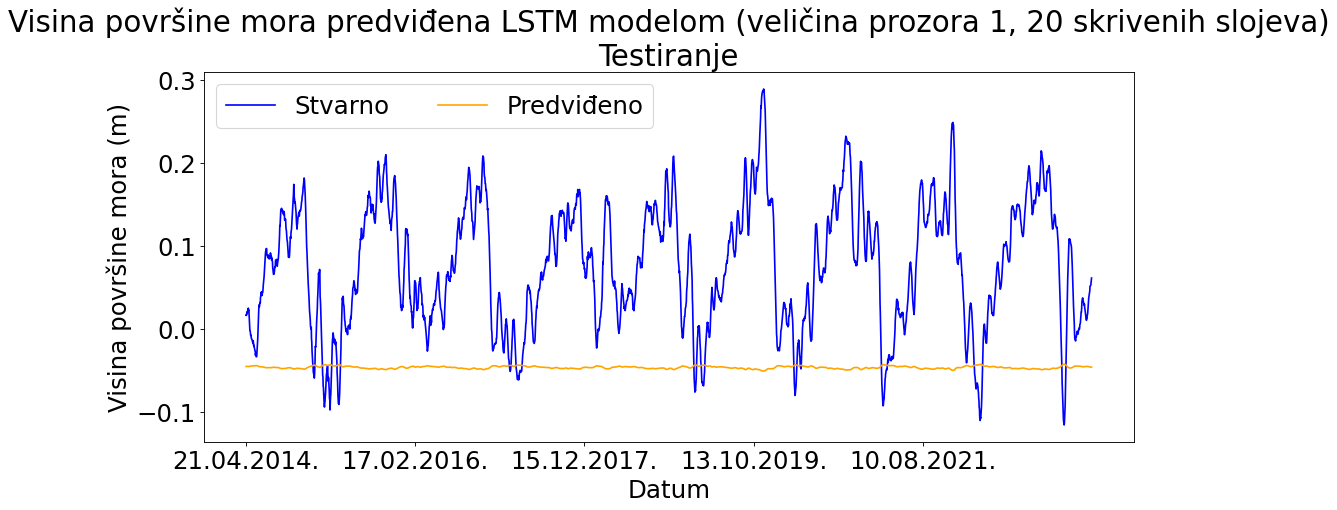 Visina površine mora predviđena LSTM modelom (veličina prozora 1, 20 skrivenih slojeva)
Testiranje
Stvarno Predviđeno
Visina površine mora (m)
0.3
0.2
0.1
0.0
−0.1
21.04.2014. 17.02.2016. 15.12.2017. 13.10.2019. 10.08.2021.
Datum